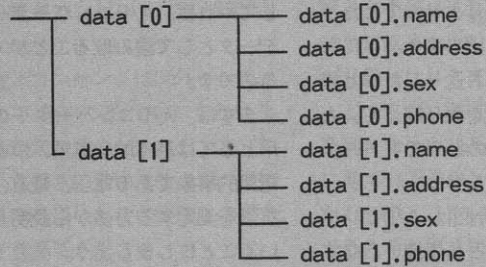 data [0] data [0].name
data [0].address
data [0].sex
data [0].phone
data [1] data [1].name
data [1].address
data [1].sex
data [1].phone